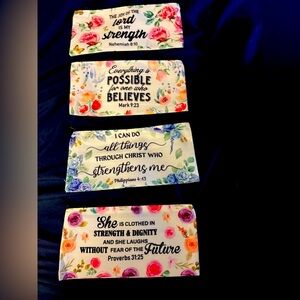 THE JOY OF THE
Lord
IS MY
strength
Nehemiah 8:10
Everything is
POSSIBLE
for one who
BELIEVES
Mark 9:23
I CAN DO
all things
THROUGH CHRIST WHO
strengthens me
Philippians 4:13
She IS CLOTHED IN
STRENGTH & DIGNITY
AND SHE LAUGHS
WITHOUT FEAR OF THE Future
Proverbs 31:25